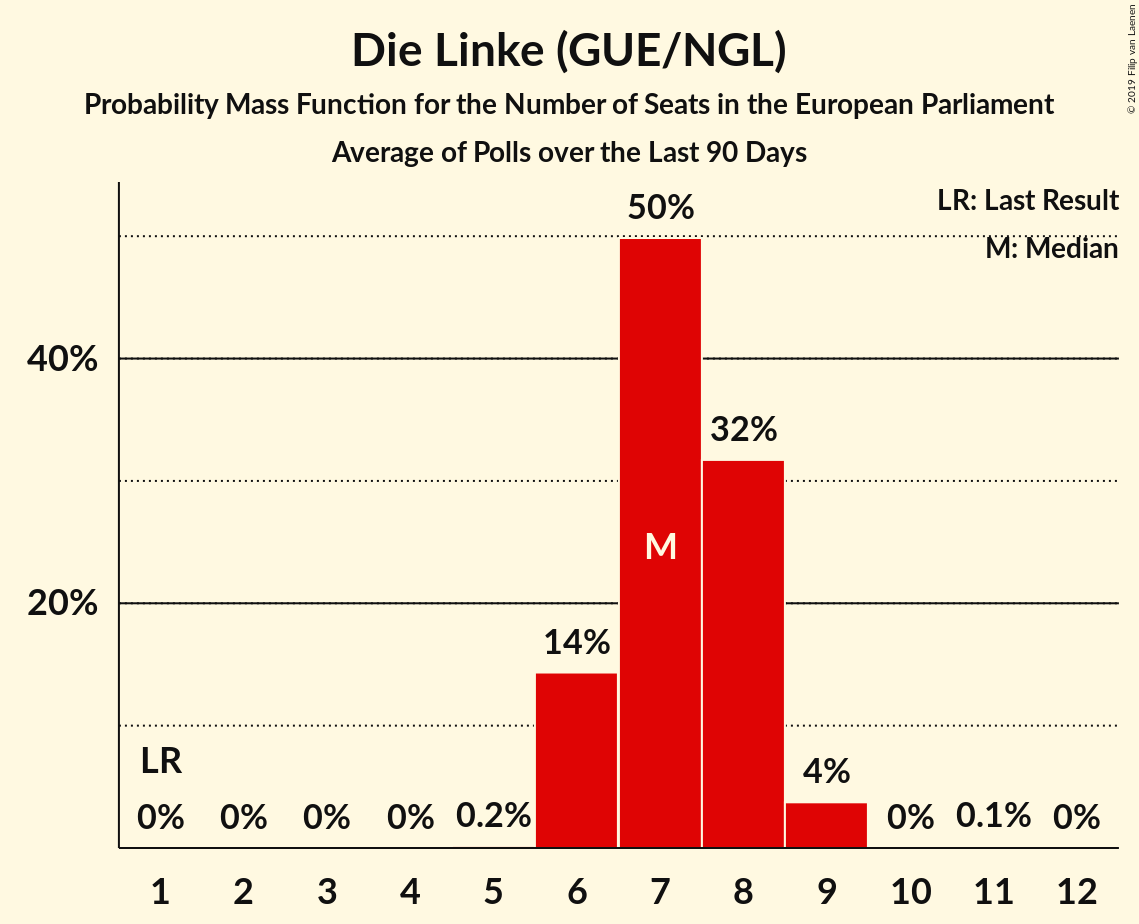 Die Linke (GUE/NGL)
Probability Mass Function for the Number of Seats in the European Parliament
Average of Polls over the Last 90 Days
© 2019 Filip van Laenen
LR: Last Result
M: Median
50%
40%
32%
M
20%
14%
LR
4%
0% 0% 0% 0% 0.2% 0% 0.1% 0%
1 2 3 4 5 6 7 8 9 10 11 12